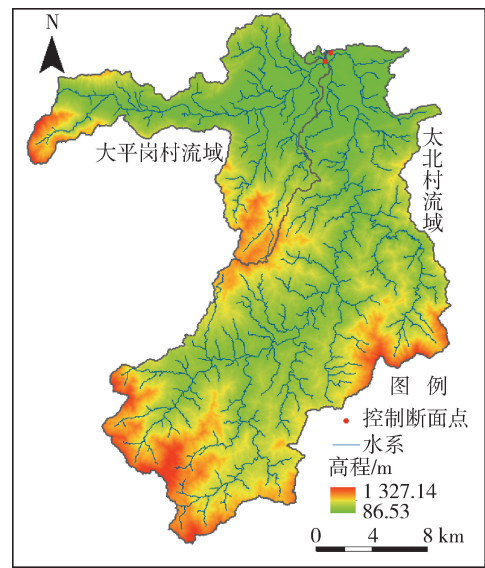 N
大平岗村流域
太北村流域
图 例
控制断面点
水系
高程/m
1 327.14
86.53
0 4 8 km